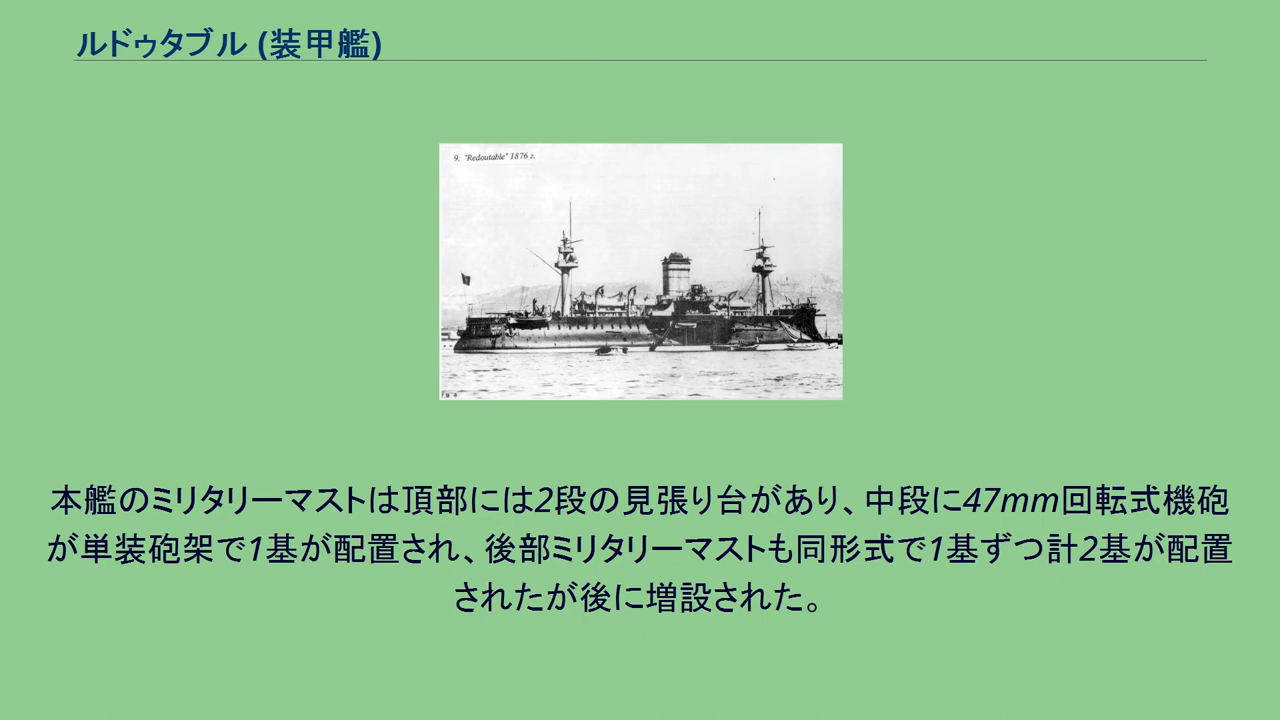 ルドゥタブル (装甲艦)
9. "Redoutable" 1876 г.
本艦のミリタリーマストは頂部には2段の見張り台があり、中段に47mm回転式機砲
が単装砲架で1基が配置され、後部ミリタリーマストも同形式で1基ずつ計2基が配置
されたが後に増設された。